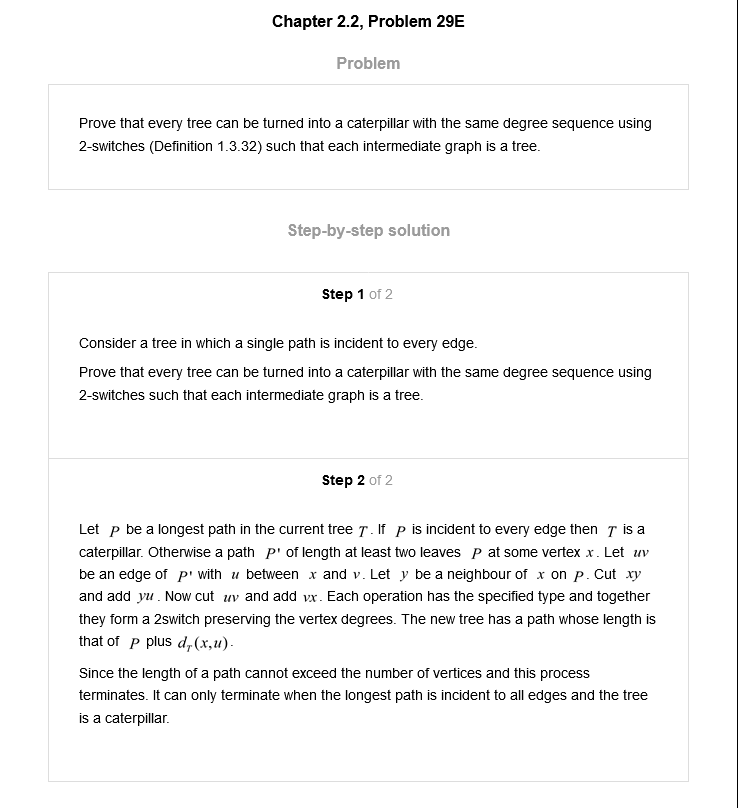 Chapter 2.2, Problem 29E
Problem
Prove that every tree can be turned into a caterpillar with the same degree sequence using
2-switches (Definition 1.3.32) such that each intermediate graph is a tree.
Step-by-step solution
Step 1 of 2
Consider a tree in which a single path is incident to every edge.
Prove that every tree can be turned into a caterpillar with the same degree sequence using
2-switches such that each intermediate graph is a tree.
Step 2 of 2
Let P be a longest path in the current tree T. If P is incident to every edge then T is a
caterpillar. Otherwise a path P' of length at least two leaves P at some vertex x. Let uv
be an edge of P' with u between x and v. Let y be a neighbour of x on P. Cut xy
and add yu. Now cut uv and add vx. Each operation has the specified type and together
they form a 2switch preserving the vertex degrees. The new tree has a path whose length is
that of P plus d_T(x,u).
Since the length of a path cannot exceed the number of vertices and this process
terminates. It can only terminate when the longest path is incident to all edges and the tree
is a caterpillar.